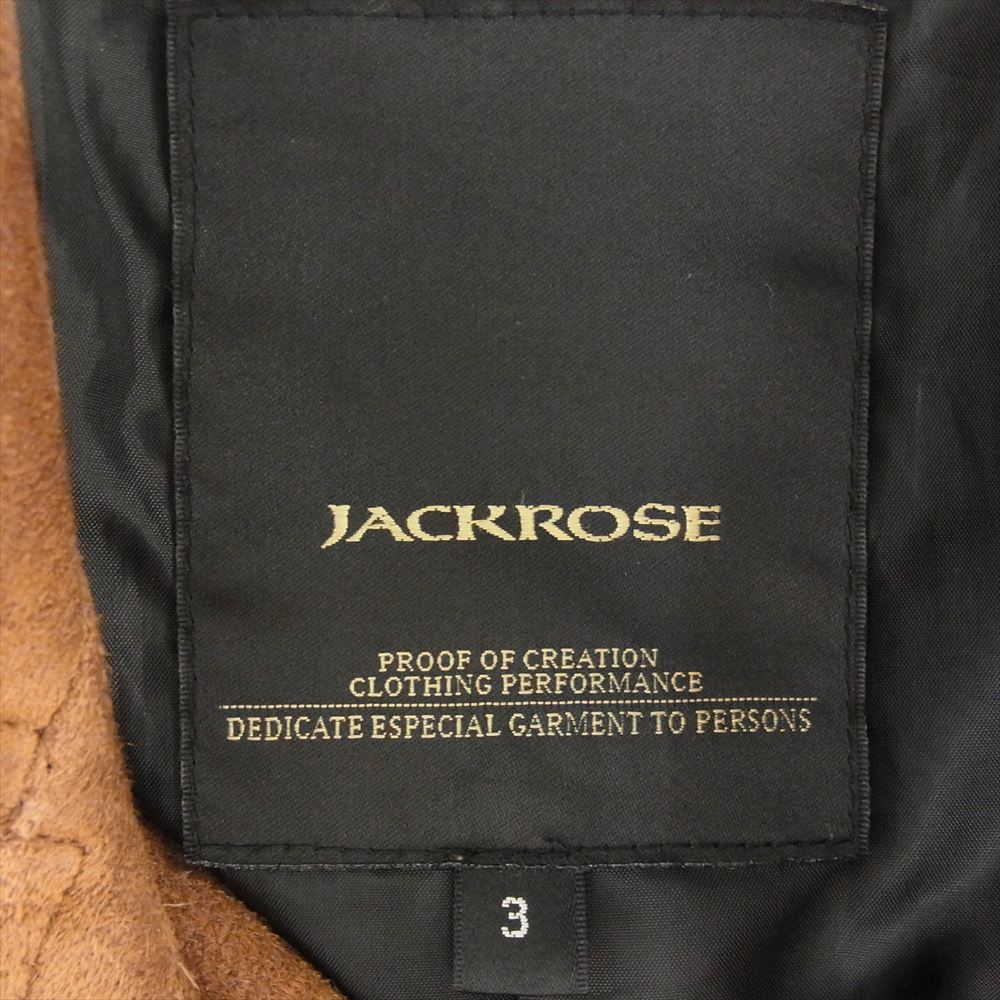 JACKROSE
PROOF OF CREATION
CLOTHING PERFORMANCE
DEDICATE ESPECIAL GARMENT TO PERSONS
3